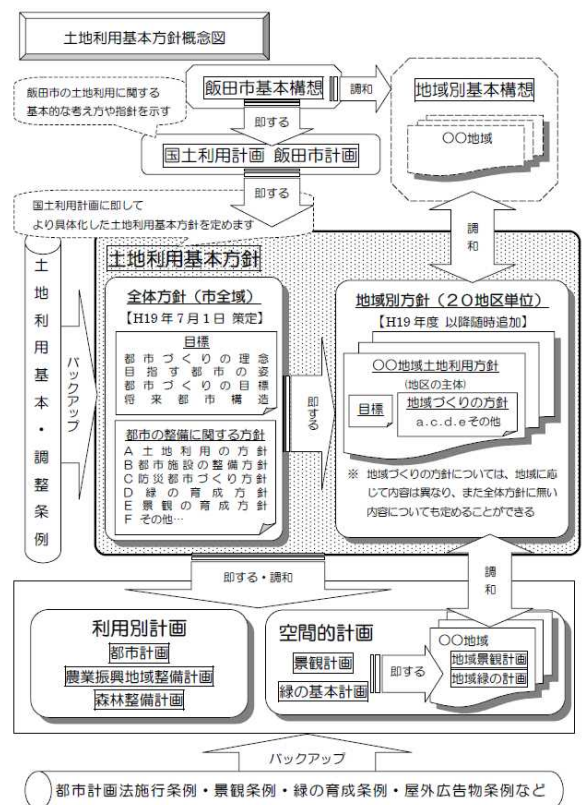 土地利用基本方針概念図
飯田市の土地利用に関する
基本的な考え方や指針を示す
飯田市基本構想
調和
地域別基本構想
〇〇地域
即する
国土利用計画 飯田市計画
即する
国土利用計画に即して
より具体化した土地利用基本方針を定めます
調和
土地利用基本・調整条例
バックアップ
土地利用基本方針
全体方針（市全域）
【H19年7月1日 策定】
目標
都市づくりの理念
目指す都市の姿
都市づくりの目標
将来都市構造
都市の整備に関する方針
A 土地利用の方針
B 都市施設の整備方針
C 防災都市づくり方針
D 緑の育成方針
E 景観の育成方針
F その他…
即する
地域別方針（20地区単位）
【H19年度 以降随時追加】
〇〇地域土地利用方針
(地区の主体)
目標
地域づくりの方針
a.c.d.e その他
※ 地域づくりの方針については、地域に応
じて内容は異なり、また全体方針に無い
内容についても定めることができる
即する・調和
調和
利用別計画
都市計画
農業振興地域整備計画
森林整備計画
空間的計画
景観計画
緑の基本計画
即する
〇〇地域
地域景観計画
地域緑の計画
バックアップ
都市計画法施行条例・景観条例・緑の育成条例・屋外広告物条例など